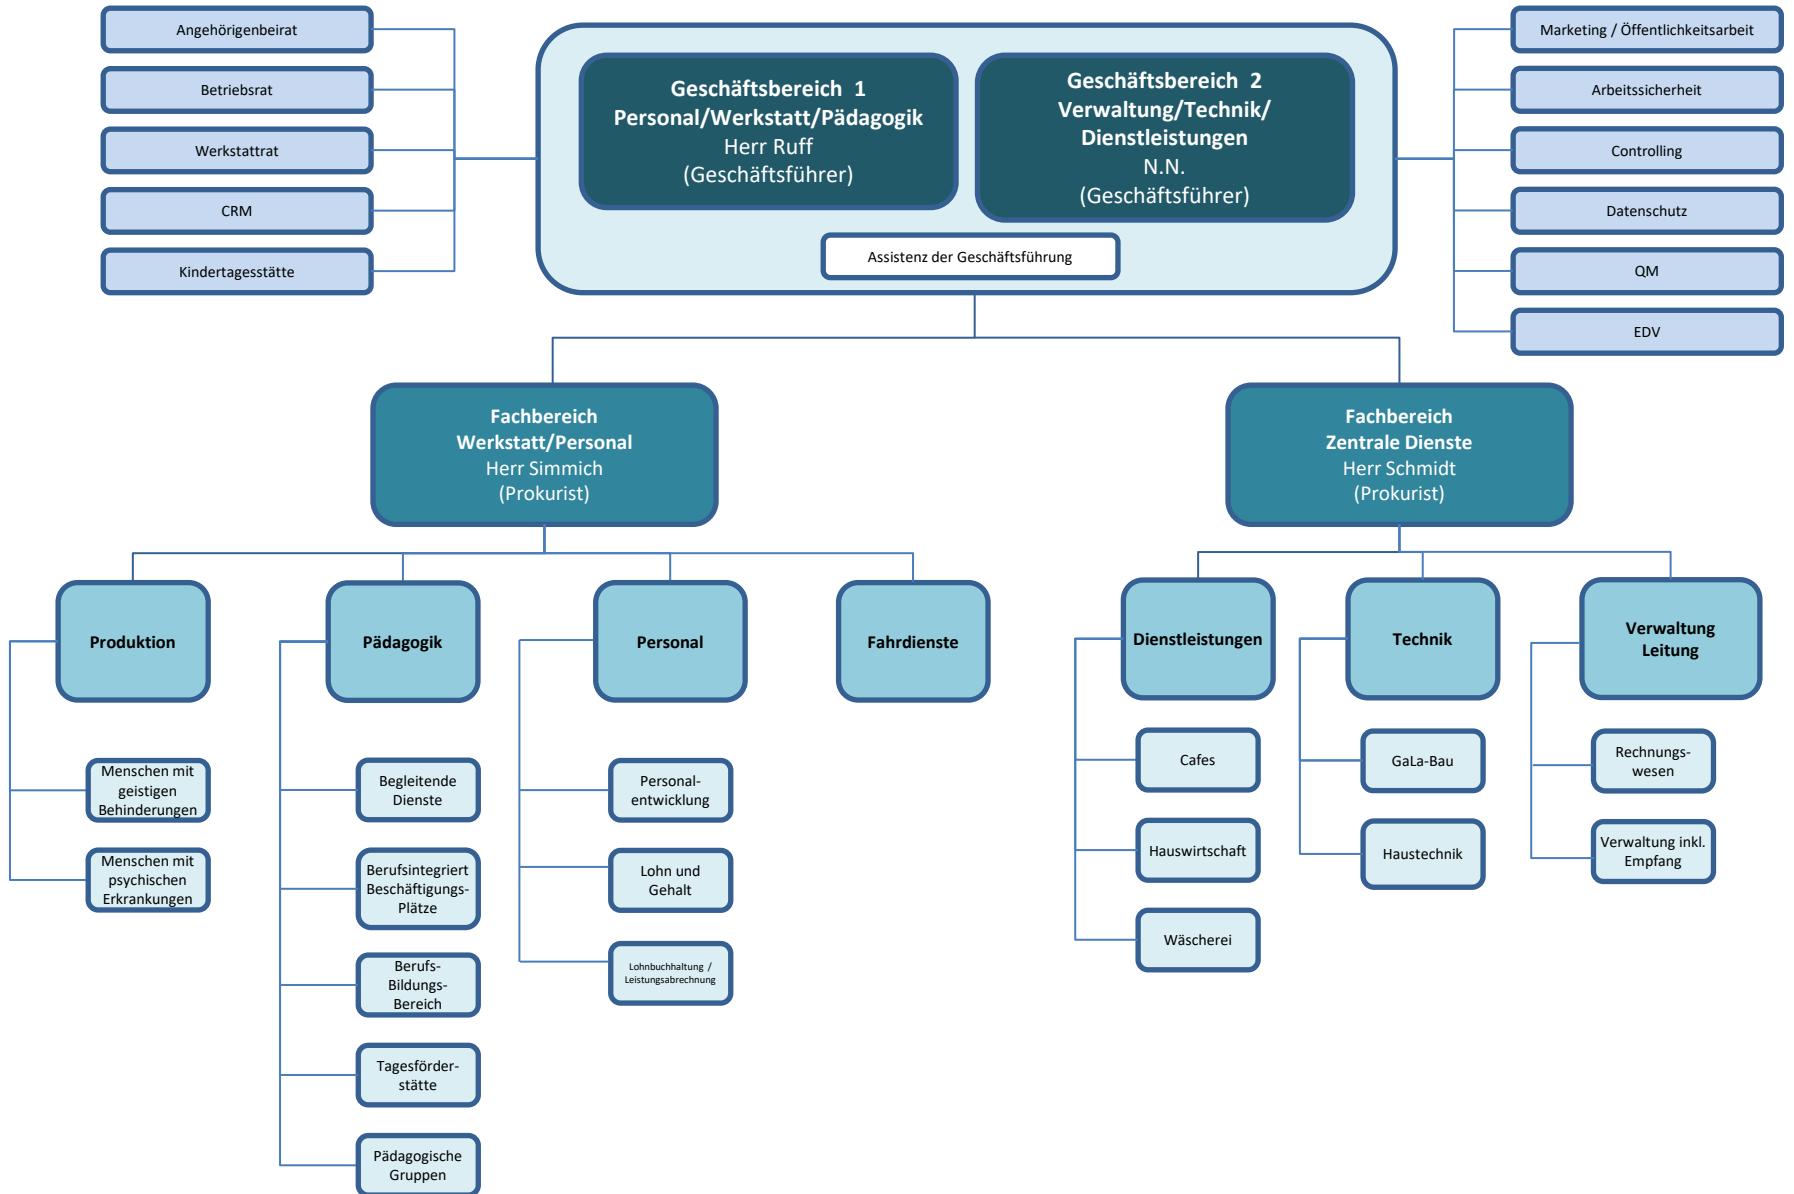 Angehörigenbeirat
Betriebsrat
Werkstattrat
CRM
Kindertagesstätte
Geschäftsbereich 1
Personal/Werkstatt/Pädagogik
Herr Ruff
(Geschäftsführer)
Geschäftsbereich 2
Verwaltung/Technik/
Dienstleistungen
N.N.
(Geschäftsführer)
Assistenz der Geschäftsführung
Marketing / Öffentlichkeitsarbeit
Arbeitssicherheit
Controlling
Datenschutz
QM
EDV
Fachbereich
Werkstatt/Personal
Herr Simmich
(Prokurist)
Fachbereich
Zentrale Dienste
Herr Schmidt
(Prokurist)
Produktion
Menschen mit
geistigen
Behinderungen
Menschen mit
psychischen
Erkrankungen
Pädagogik
Begleitende
Dienste
Berufsintegriert
Beschäftigungs-
Plätze
Berufs-
Bildungs-
Bereich
Tagesförder-
stätte
Pädagogische
Gruppen
Personal
Personal-
entwicklung
Lohn und
Gehalt
Lohnbuchhaltung /
Leistungsabrechnung
Fahrdienste
Dienstleistungen
Cafes
Hauswirtschaft
Wäscherei
Technik
GaLa-Bau
Haustechnik
Verwaltung
Leitung
Rechnungs-
wesen
Verwaltung inkl.
Empfang